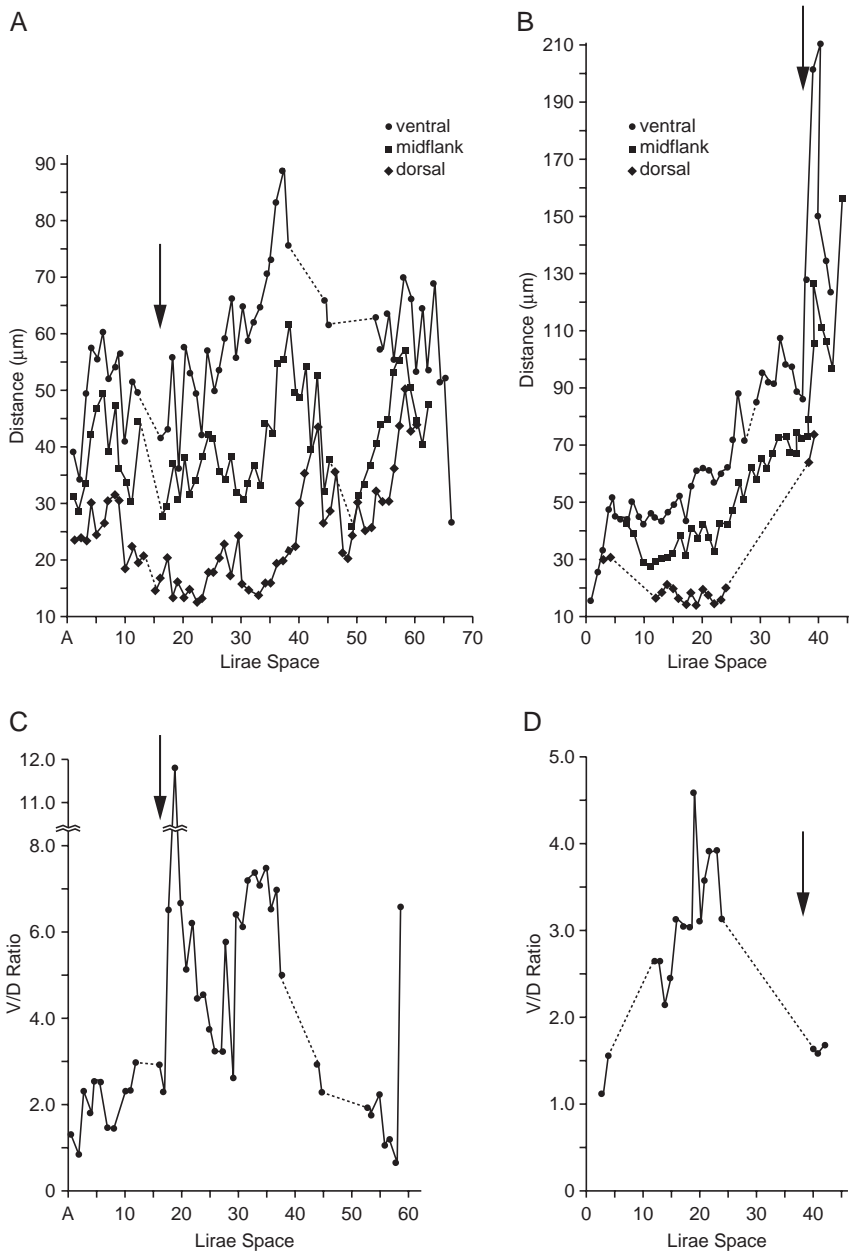 A
ventral
midflank
dorsal
90
80
70
60
50
40
30
20
10
Distance (μm)
A 10 20 30 40 50 60 70
Lirae Space
B
ventral
midflank
dorsal
210
190
170
150
130
110
90
70
50
30
10
Distance (μm)
0 10 20 30 40
Lirae Space
C
12.0
11.0
8.0
6.0
4.0
2.0
0
V/D Ratio
A 10 20 30 40 50 60
Lirae Space
D
5.0
4.0
3.0
2.0
1.0
0
V/D Ratio
0 10 20 30 40
Lirae Space